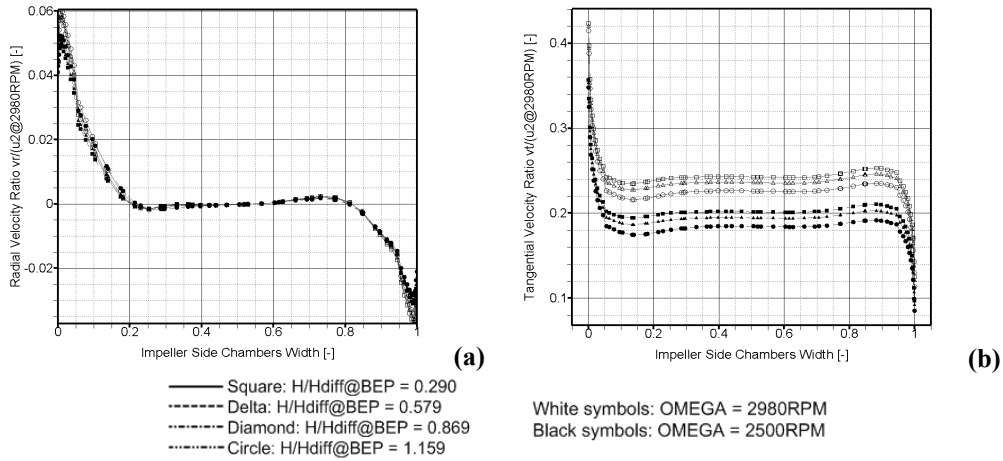 0.06
0.04
0.02
0
-0.02
Radial Velocity Ratio vr/(u2@2980RPM) [-]
0
0.2
0.4
0.6
0.8
1
Impeller Side Chambers Width [-]
(a)
0.4
0.3
0.2
0.1
Tangential Velocity Ratio vt/(u2@2980RPM) [-]
0
0.2
0.4
0.6
0.8
1
Impeller Side Chambers Width [-]
(b)
Square: H/Hdiff@BEP = 0.290
Delta: H/Hdiff@BEP = 0.579
Diamond: H/Hdiff@BEP = 0.869
Circle: H/Hdiff@BEP = 1.159
White symbols: OMEGA = 2980RPM
Black symbols: OMEGA = 2500RPM